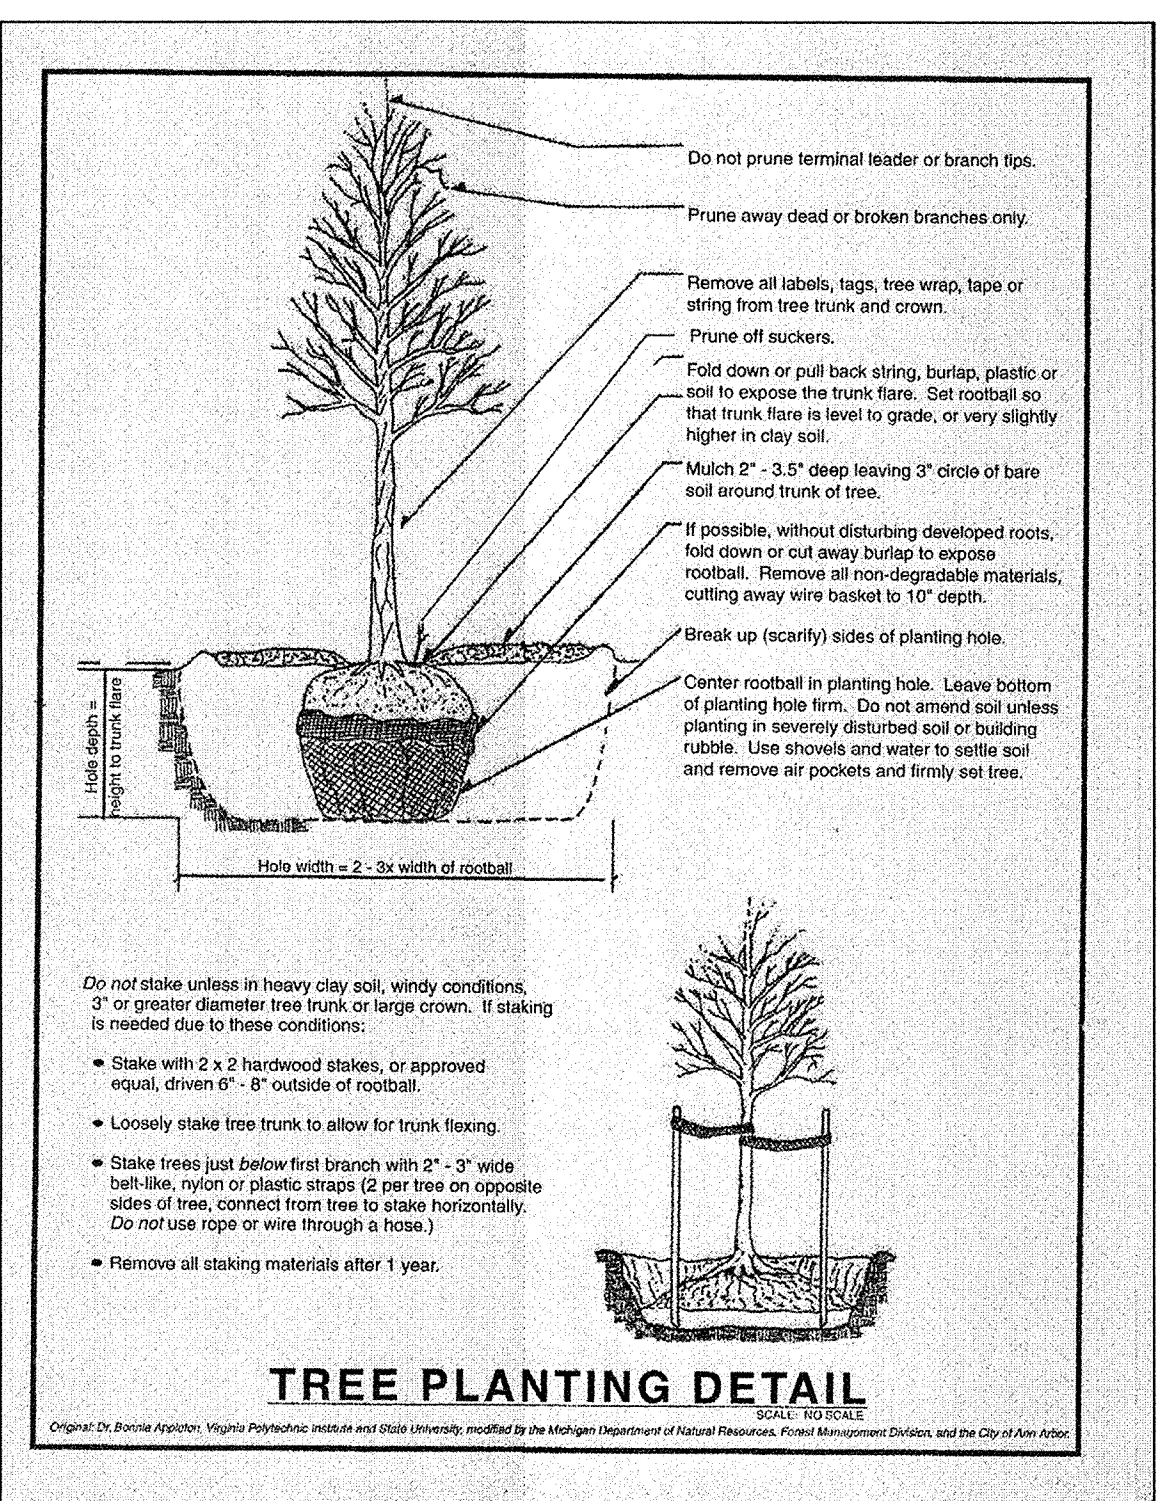 Do not prune terminal leader or branch tips.
Prune away dead or broken branches only.
Remove all labels, tags, tree wrap, tape or
string from tree trunk and crown.
Prune off suckers.
Fold down or pull back string, burlap, plastic or
soil to expose the trunk flare. Set rootball so
that trunk flare is level to grade, or very slightly
higher in clay soil.
Mulch 2" - 3.5" deep leaving 3" circle of bare
soil around trunk of tree.
If possible, without disturbing developed roots,
fold down or cut away burlap to expose
rootball. Remove all non-degradable materials,
cutting away wire basket to 10" depth.
Break up (scarify) sides of planting hole.
Center rootball in planting hole. Leave bottom
of planting hole firm. Do not amend soil unless
planting in severely disturbed soil or building
rubble. Use shovels and water to settle soil
and remove air pockets and firmly set tree.
Hole depth =
height to trunk flare
Hole width = 2 - 3x width of rootball
Do not stake unless in heavy clay soil, windy conditions,
3" or greater diameter tree trunk or large crown. If staking
is needed due to these conditions:
• Stake with 2 x 2 hardwood stakes, or approved
equal, driven 6" - 8" outside of rootball.
• Loosely stake tree trunk to allow for trunk flexing.
• Stake trees just below first branch with 2" - 3" wide
belt-like, nylon or plastic straps (2 per tree on opposite
sides of tree, connect from tree to stake horizontally.
Do not use rope or wire through a hose.)
• Remove all staking materials after 1 year.
TREE PLANTING DETAIL
SCALE: NO SCALE
Original: Dr. Bonnie Appleton, Virginia Polytechnic Institute and State University, modified by the Michigan Department of Natural Resources, Forest Management Division, and the City of Ann Arbor.